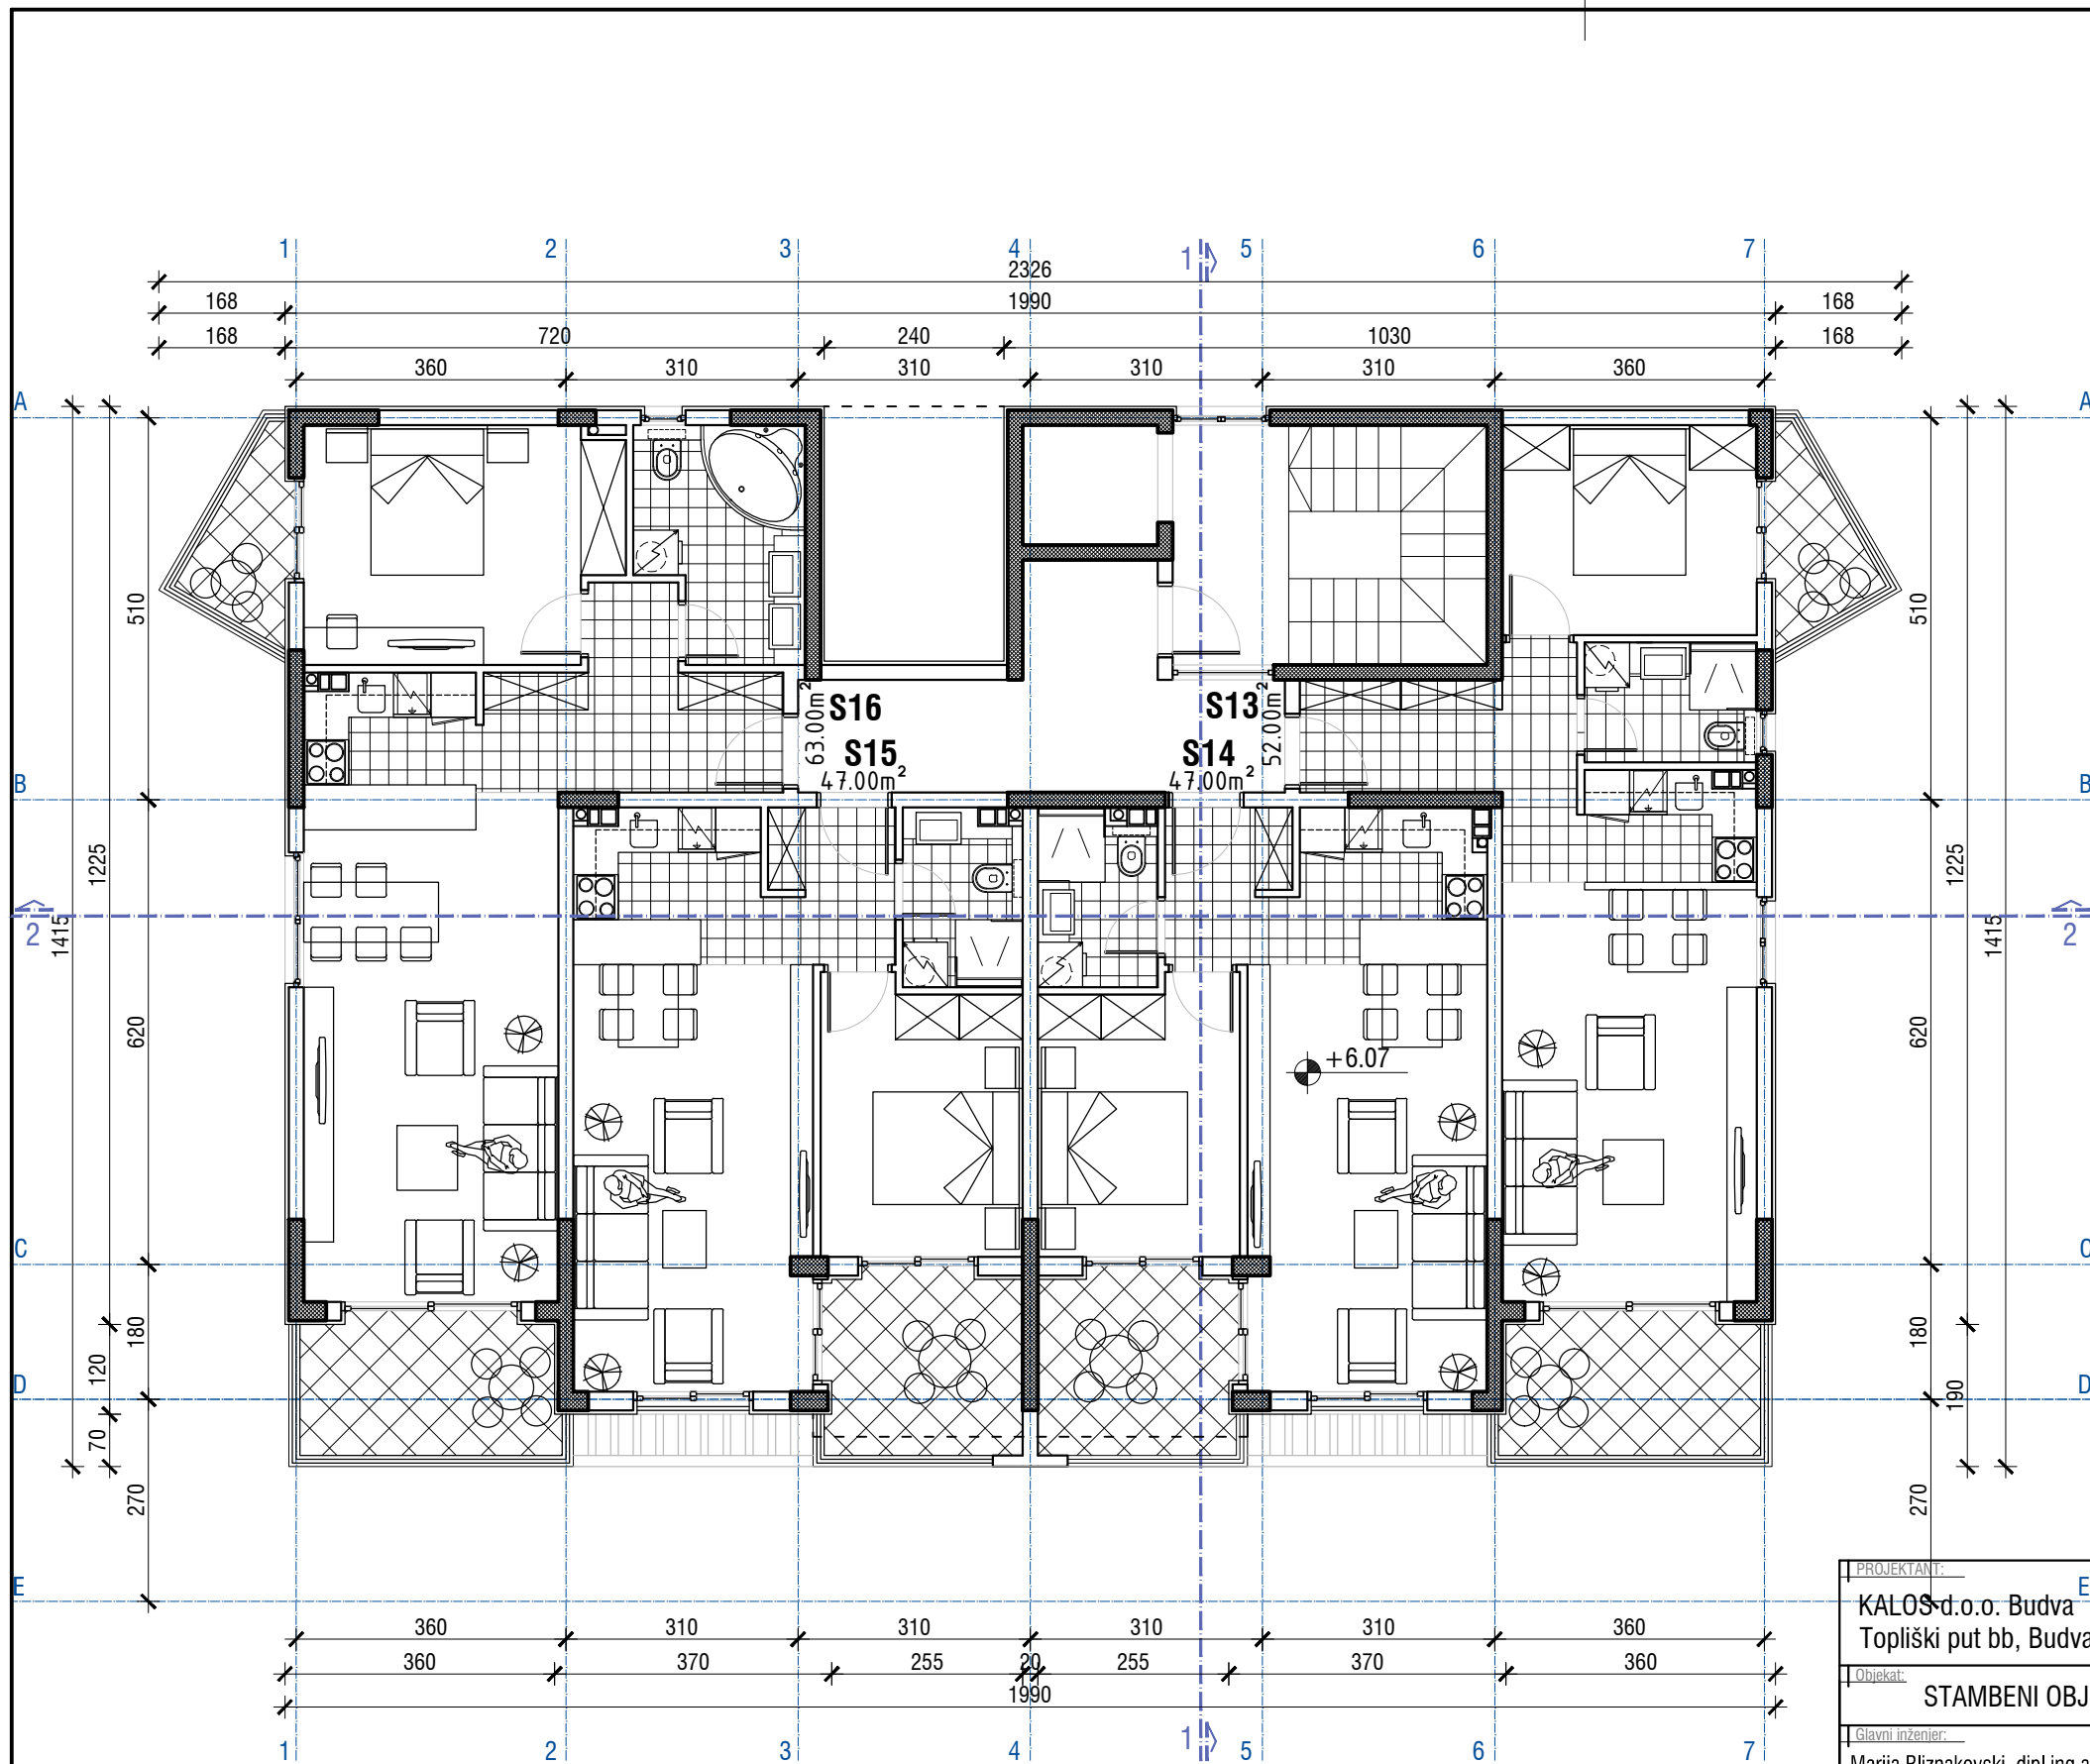 1 2 3 4 1 5 6 7
2326
168 1990 168
168 720 240 1030 168
360 310 310 310 310 360
A A
510 510
S16 S13
63.00m² 52.00m²
S15 S14
47.00m² 47.00m²
B B
1225 1225
1415 1415
2 2
620 620
+6.07
C C
180 180
120 190
D D
70
270 270
E E
360 310 310 310 310 360
360 370 255 20 255 370 360
1990
1 2 3 4 1 5 6 7
PROJEKTANT:
KALOS d.o.o. Budva
Topliški put bb, Budva
Objekat:
STAMBENI OBJ
Glavni inženjer:
Marija Bliznakovski, dipl.ing.a